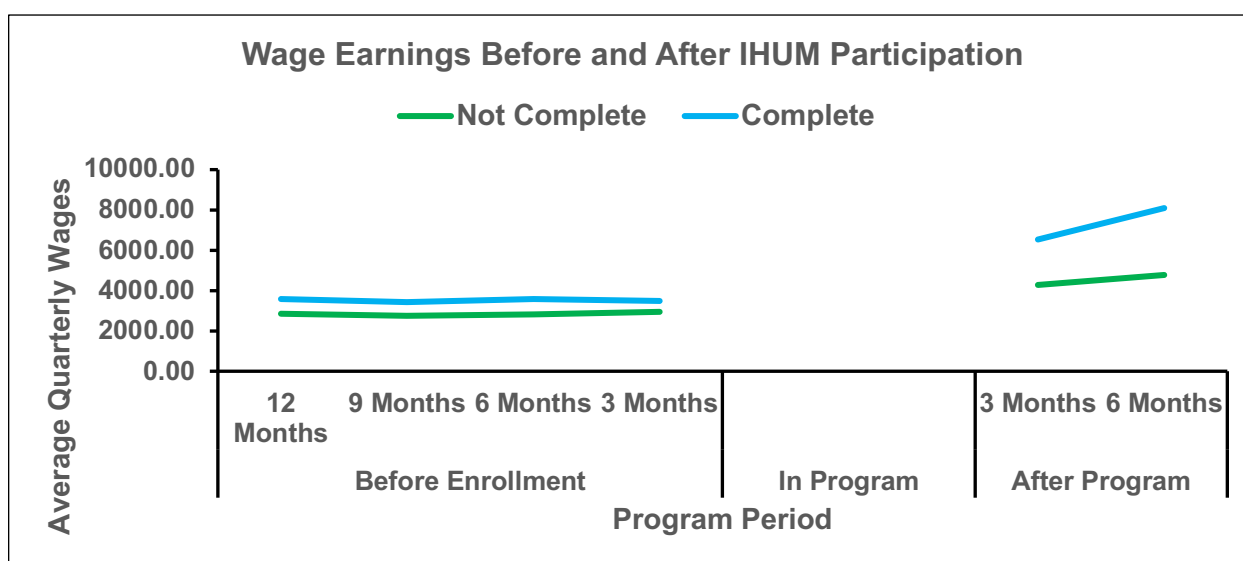 Wage Earnings Before and After IHUM Participation
Not Complete Complete
Average Quarterly Wages
10000.00
8000.00
6000.00
4000.00
2000.00
0.00
12 9 Months 6 Months 3 Months 3 Months 6 Months
Months
Before Enrollment In Program After Program
Program Period